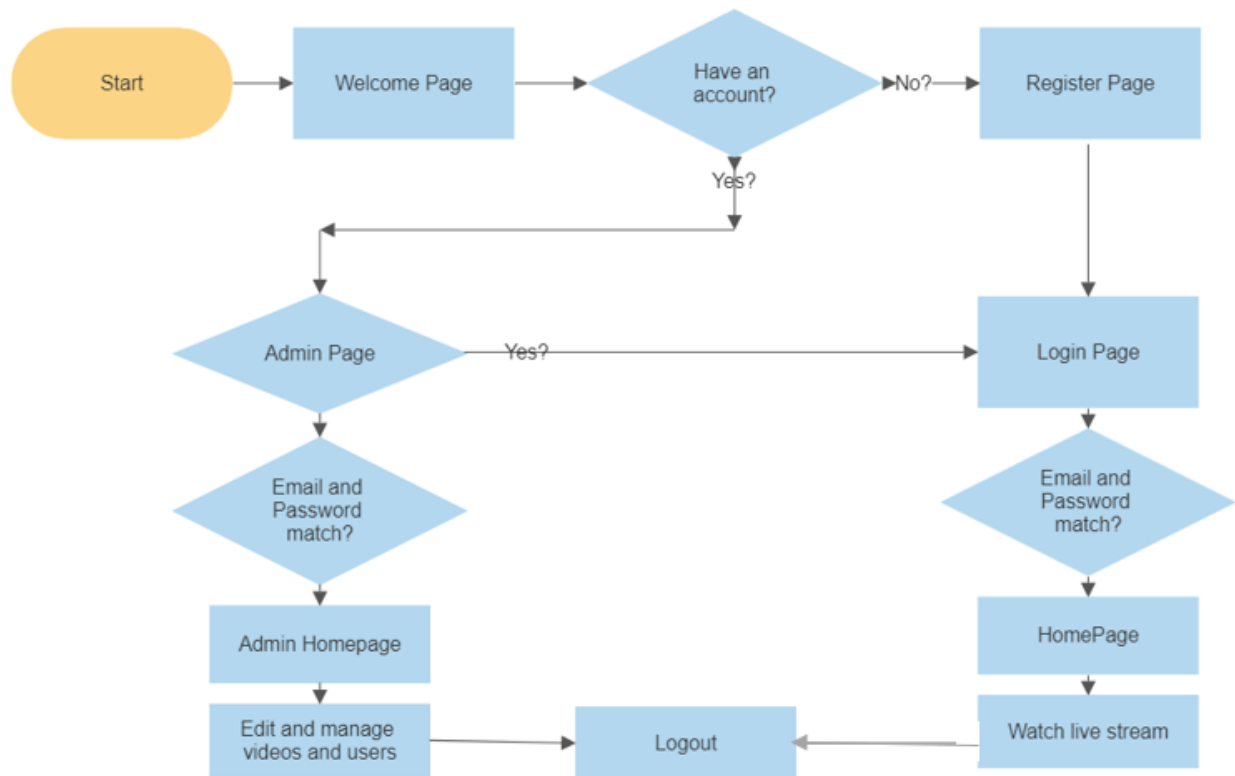 Start
Welcome Page
Have an
account?
No?
Register Page
Yes?
Admin Page
Yes?
Login Page
Email and
Password
match?
Email and
Password
match?
Admin Homepage
HomePage
Edit and manage
videos and users
Logout
Watch live stream